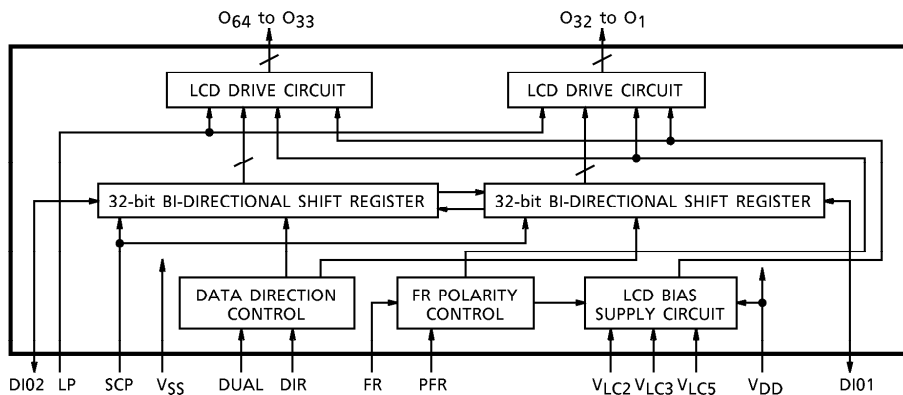 O64 to O33
O32 to O1
LCD DRIVE CIRCUIT
LCD DRIVE CIRCUIT
32-bit BI-DIRECTIONAL SHIFT REGISTER
32-bit BI-DIRECTIONAL SHIFT REGISTER
DATA DIRECTION
CONTROL
FR POLARITY
CONTROL
LCD BIAS
SUPPLY CIRCUIT
DI02
LP
SCP
VSS
DUAL
DIR
FR
PFR
VLC2
VLC3
VLC5
VDD
DI01